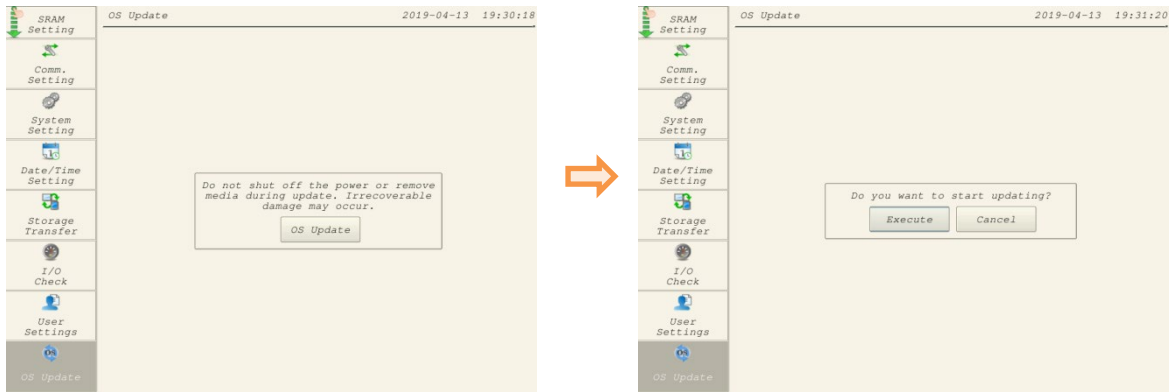 SRAM
Setting
Comm.
Setting
System
Setting
Date/Time
Setting
Storage
Transfer
I/O
Check
User
Settings
OS Update
OS Update 2019-04-13 19:30:18
Do not shut off the power or remove
media during update. Irrecoverable
damage may occur.
OS Update
SRAM
Setting
Comm.
Setting
System
Setting
Date/Time
Setting
Storage
Transfer
I/O
Check
User
Settings
OS Update
OS Update 2019-04-13 19:31:20
Do you want to start updating?
Execute Cancel